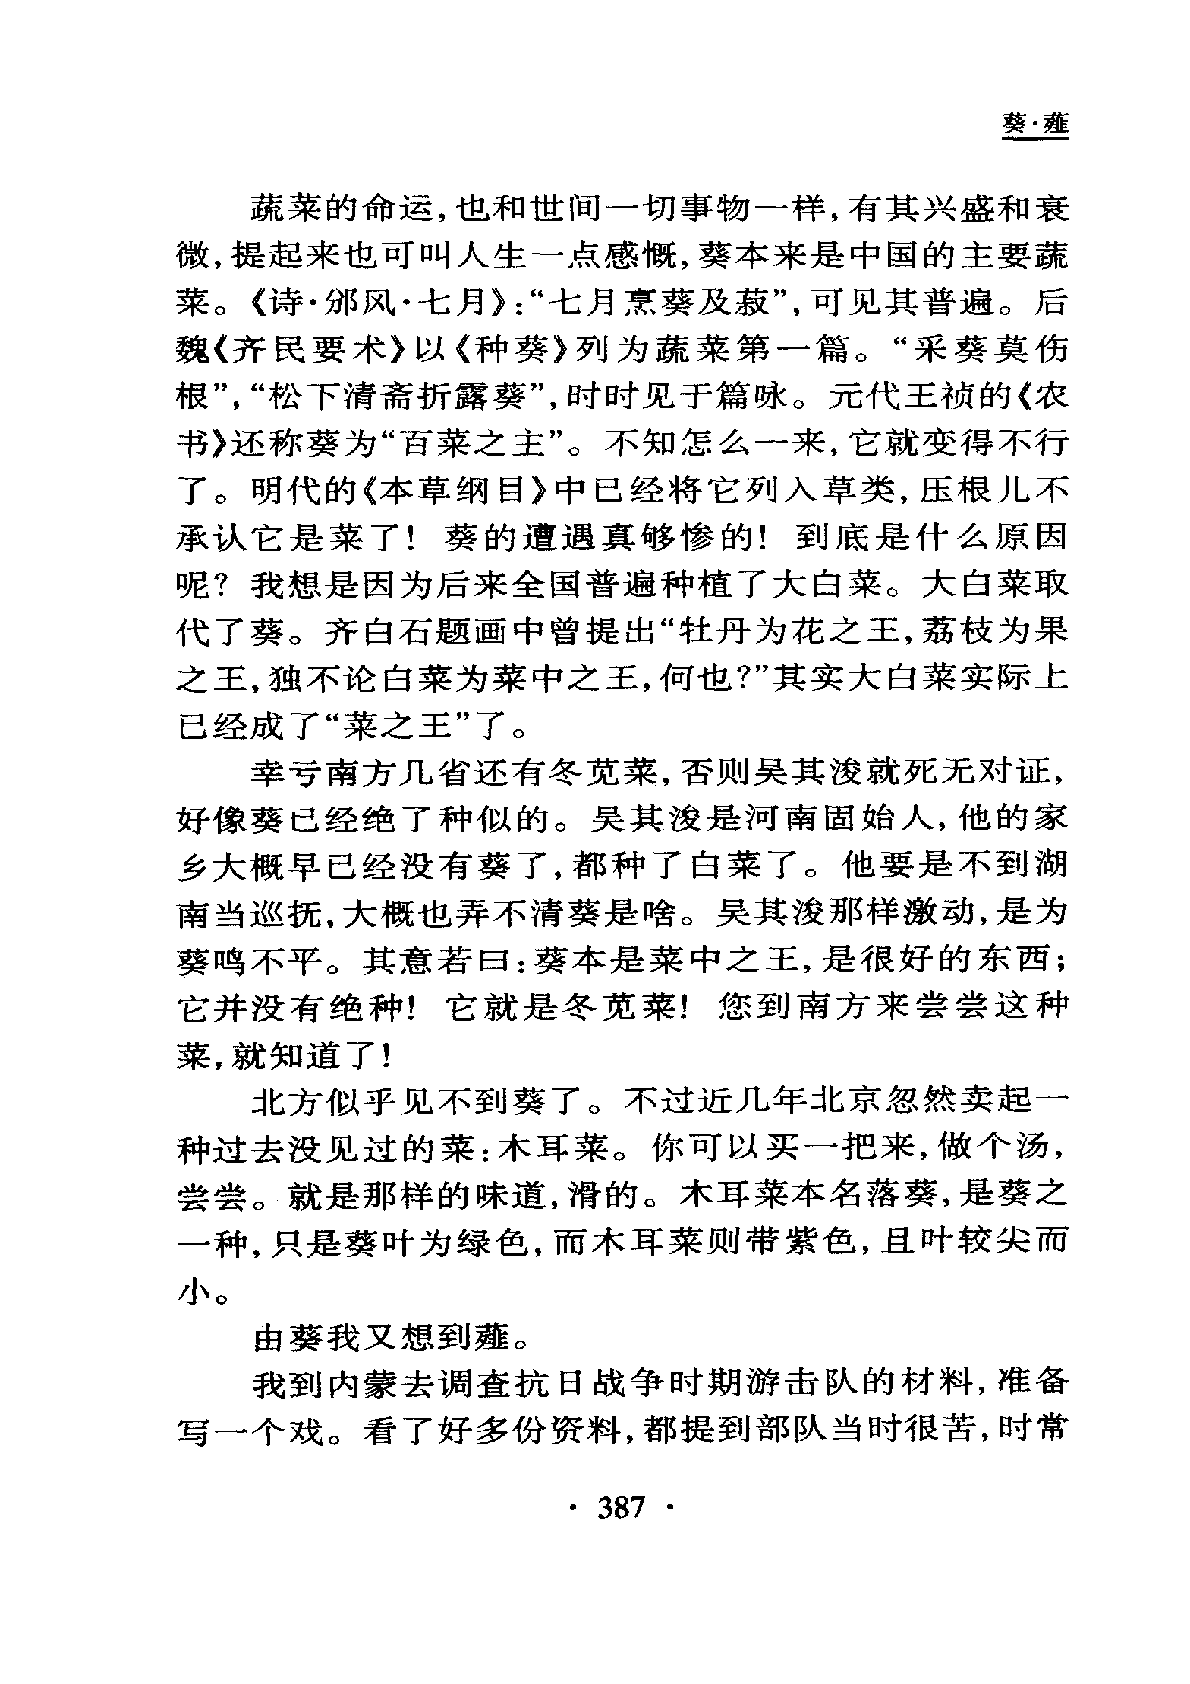 葵·薤
蔬菜的命运,也和世间一切事物一样,有其兴盛和衰
微,提起来也可叫人生一点感慨,葵本来是中国的主要蔬
菜。《诗·邠风·七月》:“七月烹葵及菽”,可见其普遍。后
魏《齐民要术》以《种葵》列为蔬菜第一篇。“采葵莫伤
根”,“松下清斋折露葵”,时时见于篇咏。元代王祯的《农
书》还称葵为“百菜之主”。不知怎么一来,它就变得不行
了。明代的《本草纲目》中已经将它列入草类,压根儿不
承认它是菜了! 葵的遭遇真够惨的! 到底是什么原因
呢? 我想是因为后来全国普遍种植了大白菜。大白菜取
代了葵。齐白石题画中曾提出“牡丹为花之王,荔枝为果
之王,独不论白菜为菜中之王,何也?”其实大白菜实际上
已经成了“菜之王”了。
幸亏南方几省还有冬苋菜,否则吴其浚就死无对证,
好像葵已经绝了种似的。吴其浚是河南固始人,他的家
乡大概早已经没有葵了,都种了白菜了。他要是不到湖
南当巡抚,大概也弄不清葵是啥。吴其浚那样激动,是为
葵鸣不平。其意若曰:葵本是菜中之王,是很好的东西;
它并没有绝种! 它就是冬苋菜! 您到南方来尝尝这种
菜,就知道了!
北方似乎见不到葵了。不过近几年北京忽然卖起一
种过去没见过的菜:木耳菜。你可以买一把来,做个汤,
尝尝。就是那样的味道,滑的。木耳菜本名落葵,是葵之
一种,只是葵叶为绿色,而木耳菜则带紫色,且叶较尖而
小。
由葵我又想到薤。
我到内蒙去调查抗日战争时期游击队的材料,准备
写一个戏。看了好多份资料,都提到部队当时很苦,时常
· 387 ·